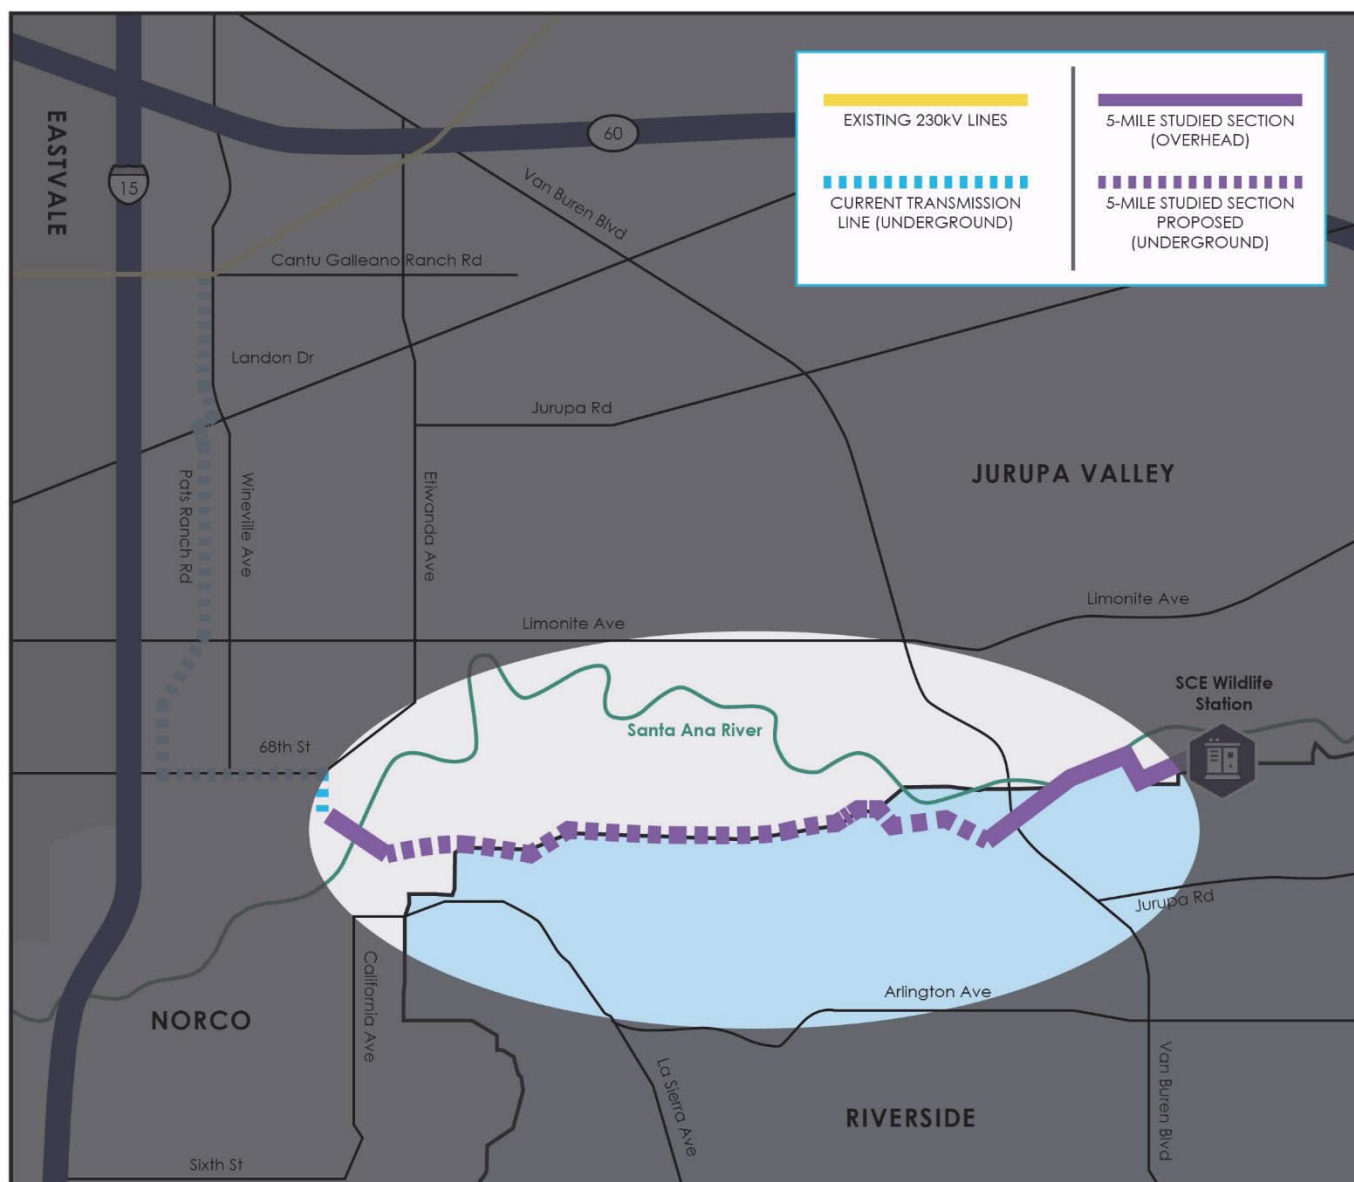 EXISTING 230kV LINES
CURRENT TRANSMISSION
LINE (UNDERGROUND)
5-MILE STUDIED SECTION
(OVERHEAD)
5-MILE STUDIED SECTION
PROPOSED
(UNDERGROUND)
EASTVALE
15
60
Van Buren Blvd
Cantu Galleano Ranch Rd
Landon Dr
Jurupa Rd
Pats Ranch Rd
Wineville Ave
Etiwanda Ave
JURUPA VALLEY
Limonite Ave
Limonite Ave
SCE Wildlife
Station
Santa Ana River
68th St
Jurupa Rd
California Ave
Arlington Ave
NORCO
La Sierra Ave
Van Buren Blvd
RIVERSIDE
Sixth St